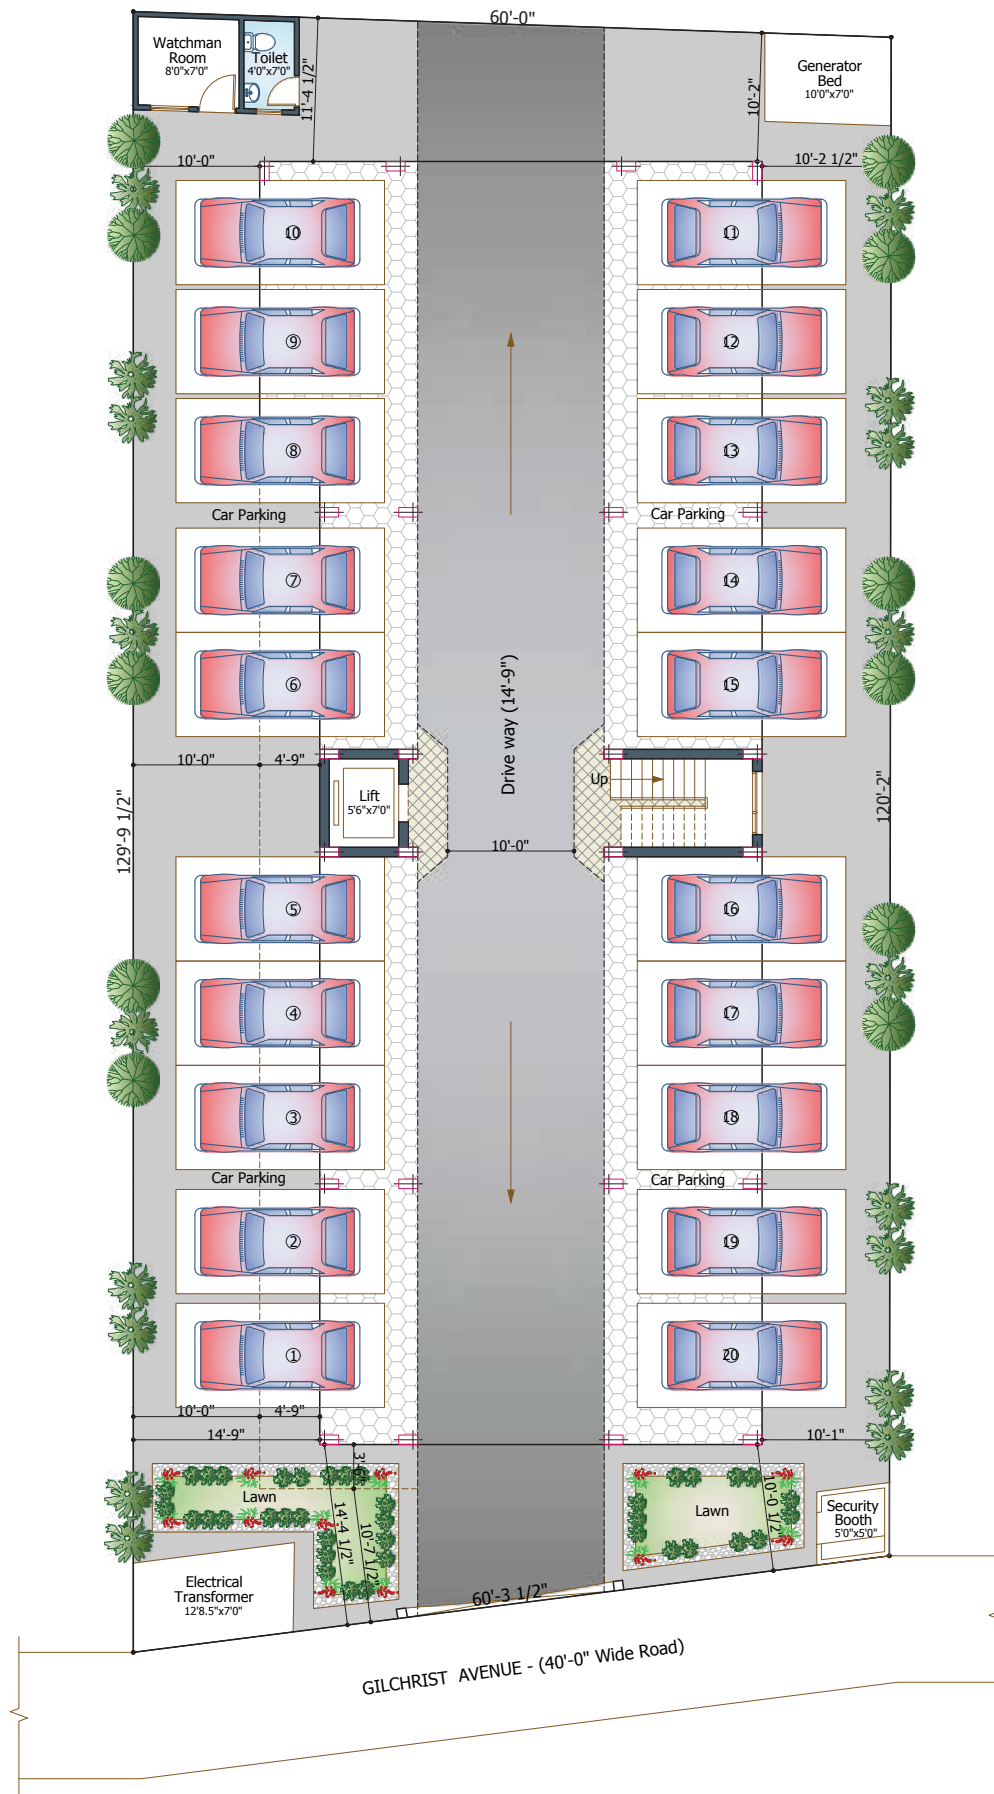 60'-0"
Watchman
Room
8'0"x7'0"
Toilet
4'0"x7'0"
11'-4 1/2"
10'-2"
Generator
Bed
10'0"x7'0"
10'-0"
10'-2 1/2"
10
11
9
12
8
13
Car Parking
Car Parking
7
14
6
15
Drive way (14'-9")
10'-0"
4'-9"
Lift
5'6"x7'0"
Up
129'-9 1/2"
120'-2"
10'-0"
5
16
4
17
3
18
Car Parking
Car Parking
2
19
1
20
10'-0"
4'-9"
14'-9"
10'-1"
3'-6"
Lawn
14'-4 1/2"
10'-7 1/2"
Lawn
10'-0 1/2"
Security
Booth
5'0"x5'0"
Electrical
Transformer
12'8.5"x7'0"
60'-3 1/2"
GILCHRIST AVENUE - (40'-0" Wide Road)